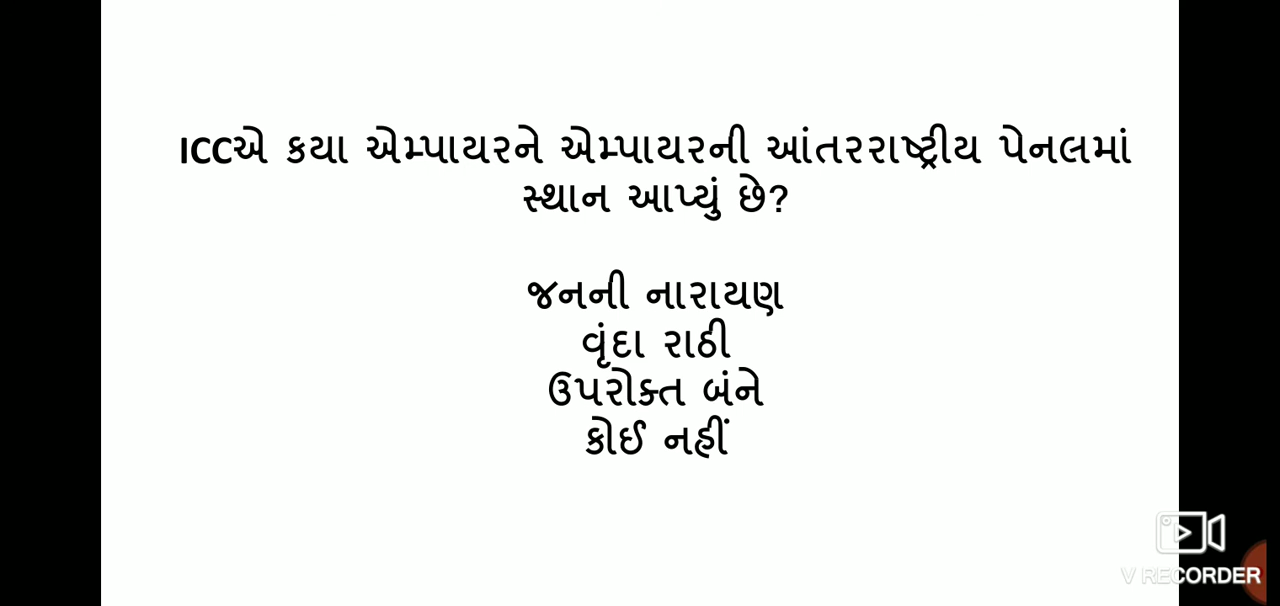 ICCએ કયા એમ્પાયરને એમ્પાયરની આંતરરાષ્ટ્રીય પેનલમાં
સ્થાન આપ્યું છે?
જનની નારાયણ
વૃંદા રાઠી
ઉપરોક્ત બંને
કોઈ નહીં
V RECORDER